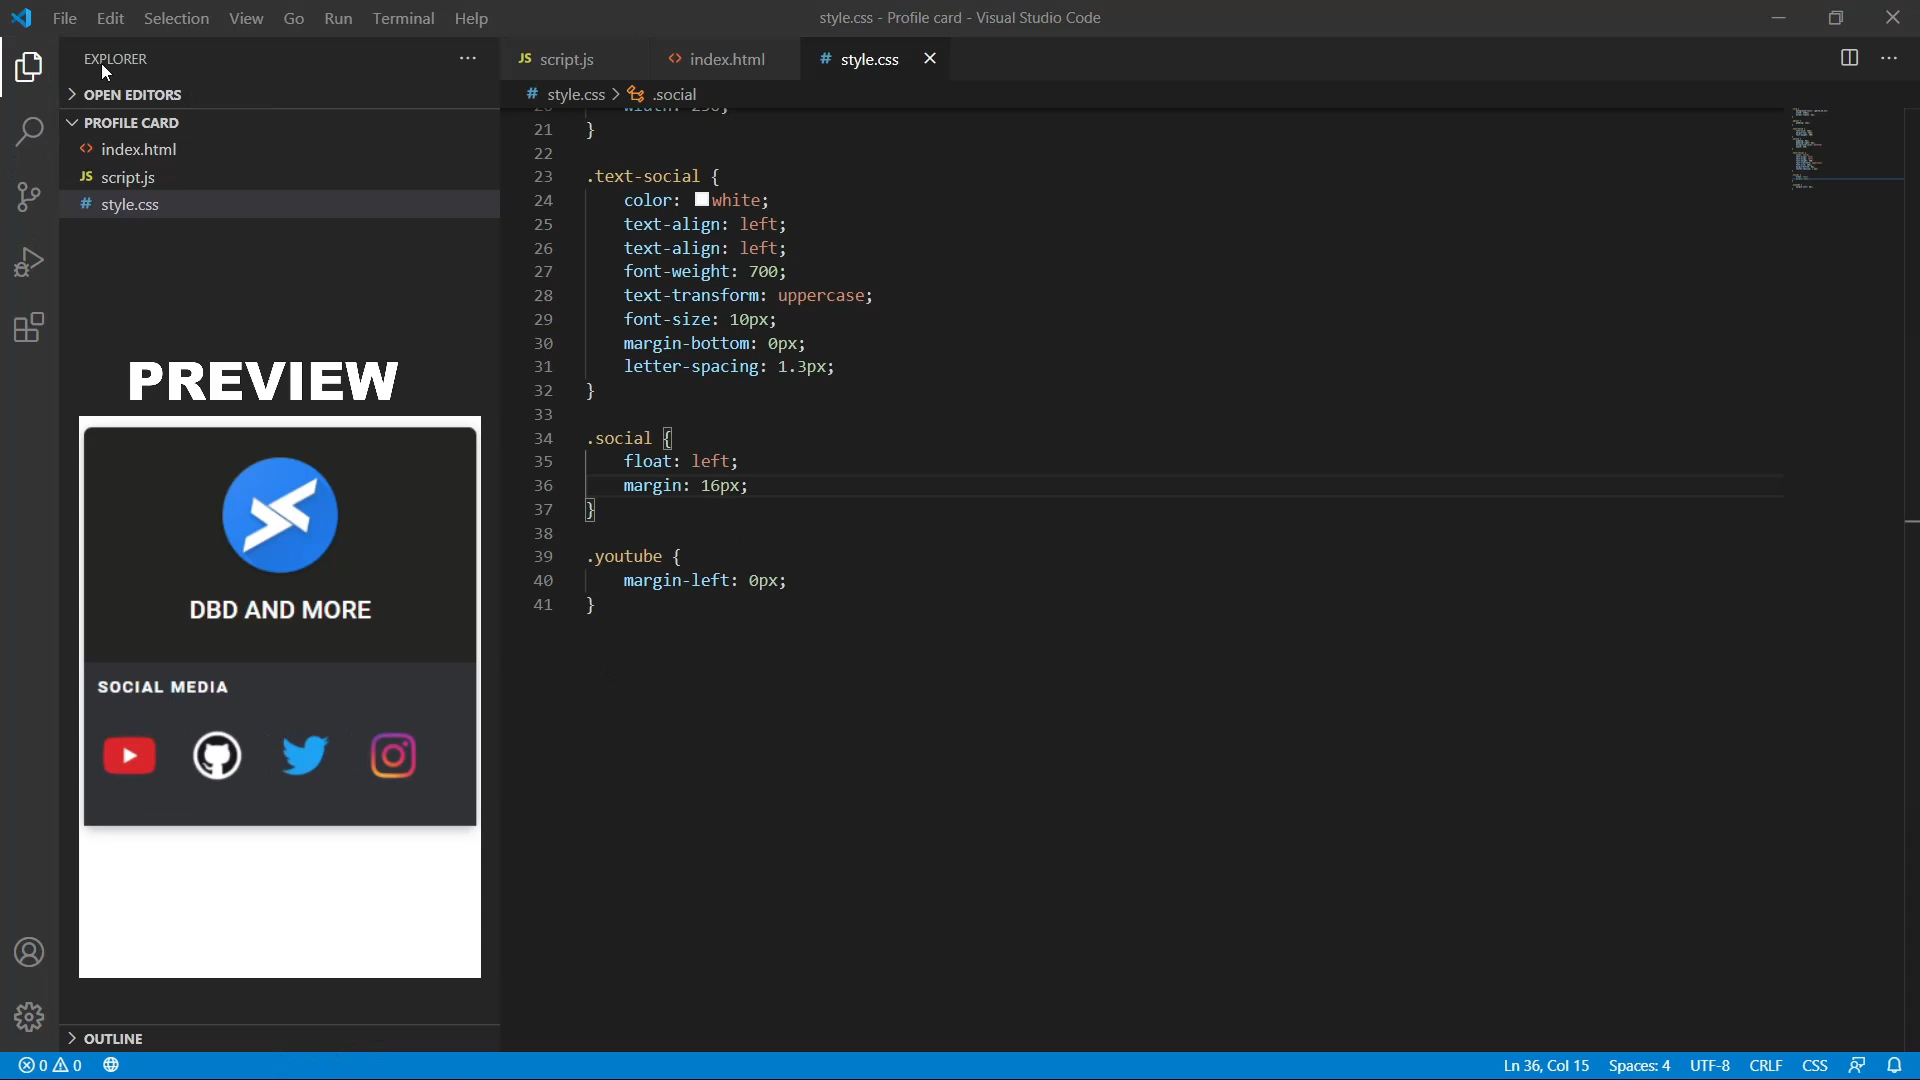 File Edit Selection View Go Run Terminal Help
style.css - Profile card - Visual Studio Code
EXPLORER
OPEN EDITORS
PROFILE CARD
<> index.html
JS script.js
# style.css
PREVIEW
DBD AND MORE
SOCIAL MEDIA
OUTLINE
JS script.js
<> index.html
# style.css
# style.css > .social
21 }
22
23 .text-social {
24 color: white;
25 text-align: left;
26 text-align: left;
27 font-weight: 700;
28 text-transform: uppercase;
29 font-size: 10px;
30 margin-bottom: 0px;
31 letter-spacing: 1.3px;
32 }
33
34 .social {
35 float: left;
36 margin: 16px;
37 }
38
39 .youtube {
40 margin-left: 0px;
41 }
0 0
Ln 36, Col 15 Spaces: 4 UTF-8 CRLF CSS